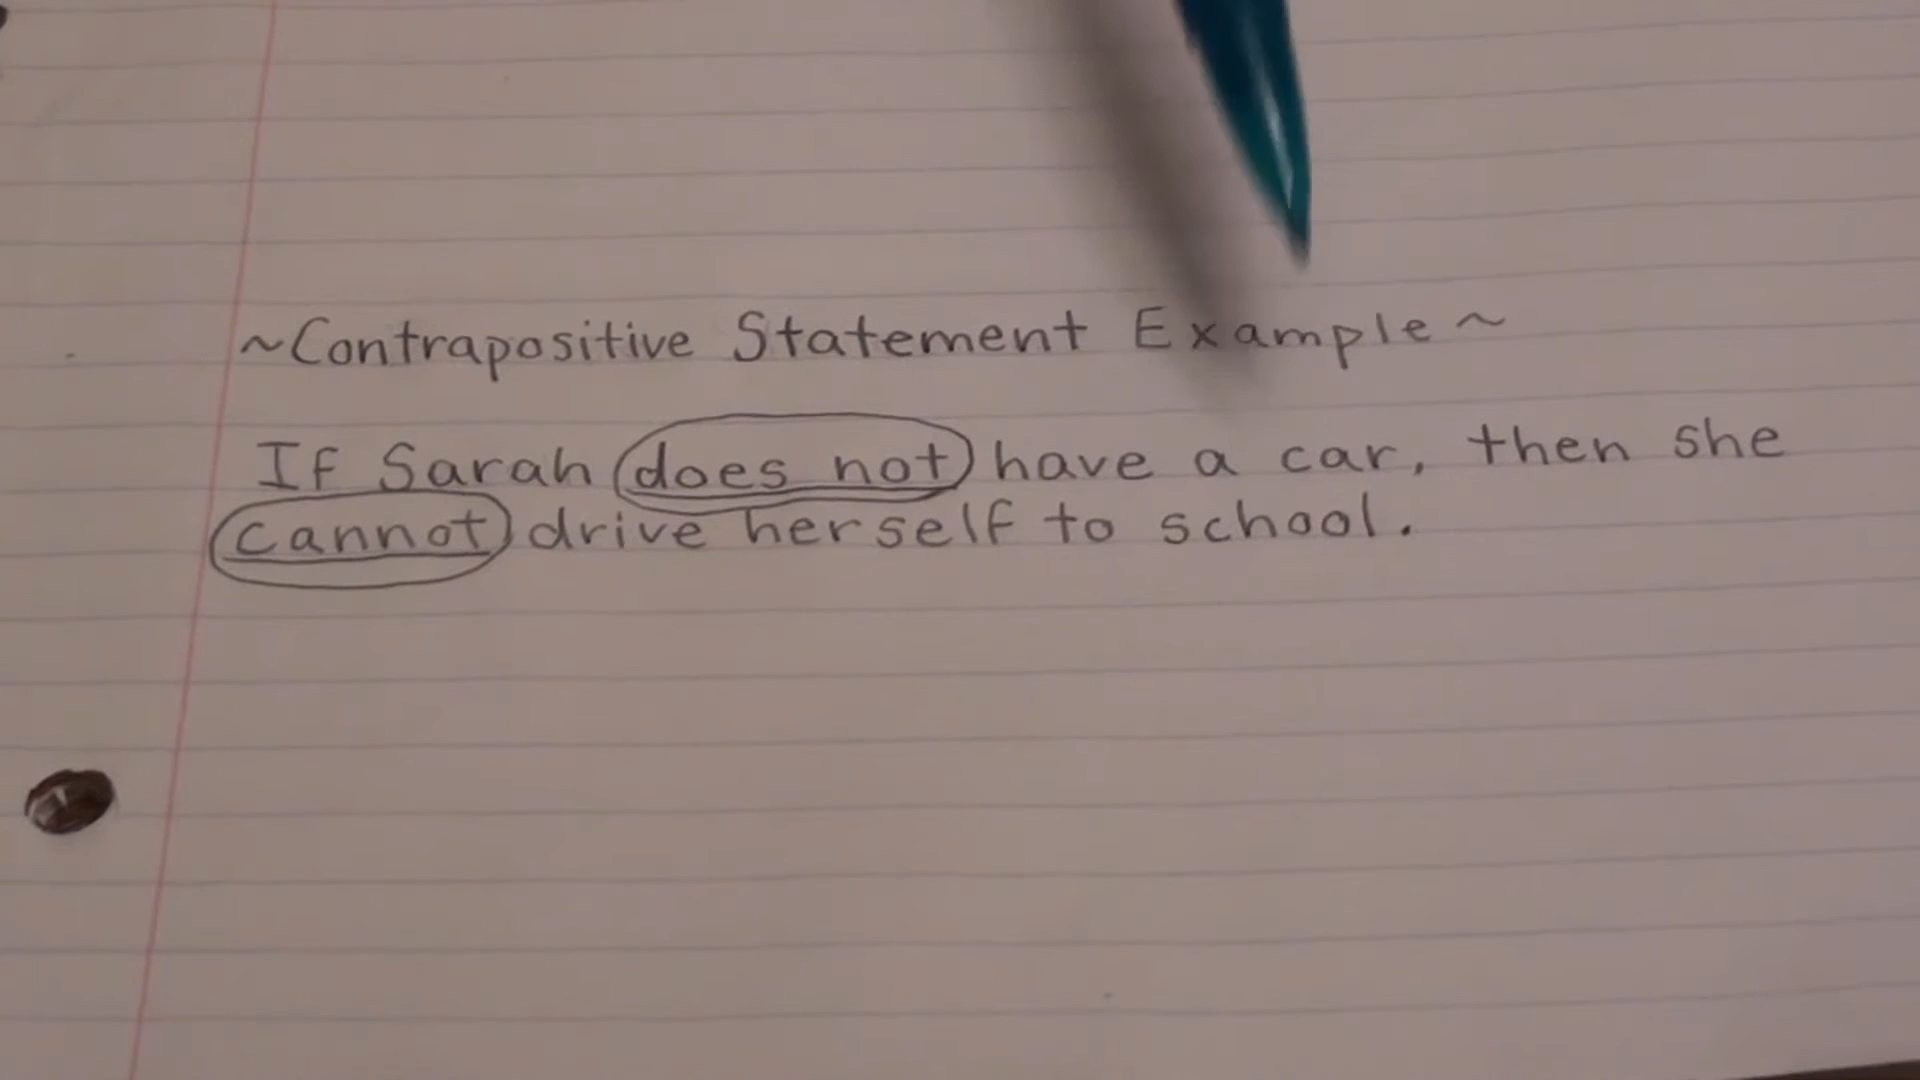 ~Contrapositive Statement Example~
If Sarah does not have a car, then she
cannot drive herself to school.